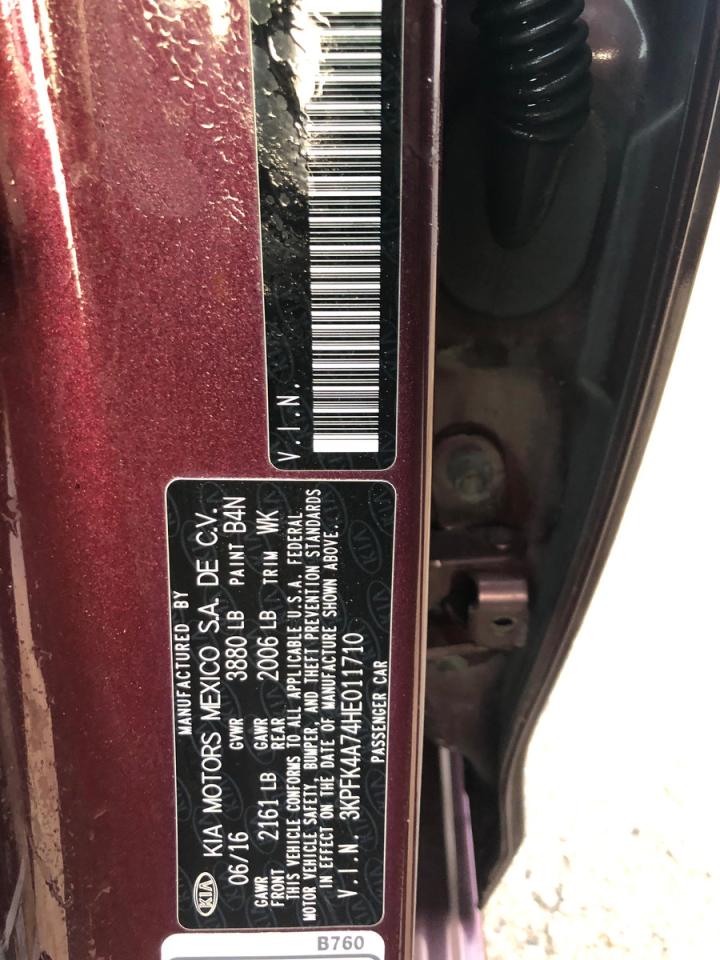 V.I.N.
MANUFACTURED BY
KIA KIA MOTORS MEXICO S.A. DE C.V.
06/16 GVWR 3880 LB PAINT B4N
GAWR FRONT 2161 LB GAWR REAR 2006 LB TRIM WK
THIS VEHICLE CONFORMS TO ALL APPLICABLE U.S.A. FEDERAL
MOTOR VEHICLE SAFETY, BUMPER, AND THEFT PREVENTION STANDARDS
IN EFFECT ON THE DATE OF MANUFACTURE SHOWN ABOVE.
V.I.N. 3KPFK4A74HE011710
PASSENGER CAR
B760